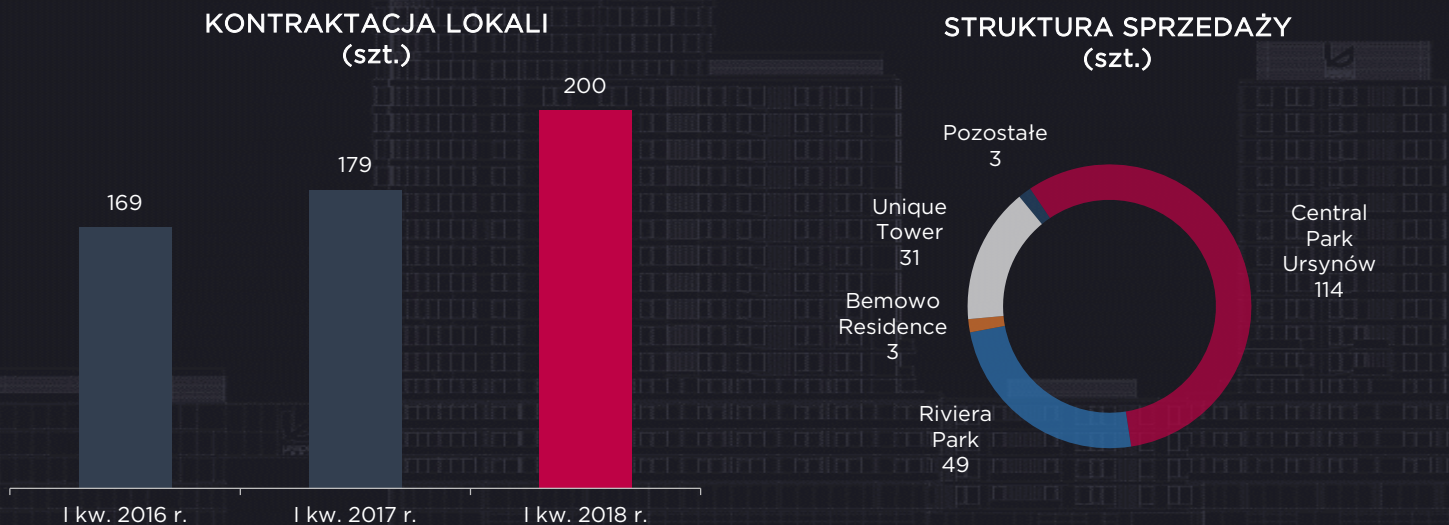 KONTRAKTACJA LOKALI
(szt.)
169
179
200
I kw. 2016 r.
I kw. 2017 r.
I kw. 2018 r.
STRUKTURA SPRZEDAŻY
(szt.)
Pozostałe
3
Unique
Tower
31
Bemowo
Residence
3
Riviera
Park
49
Central
Park
Ursynów
114